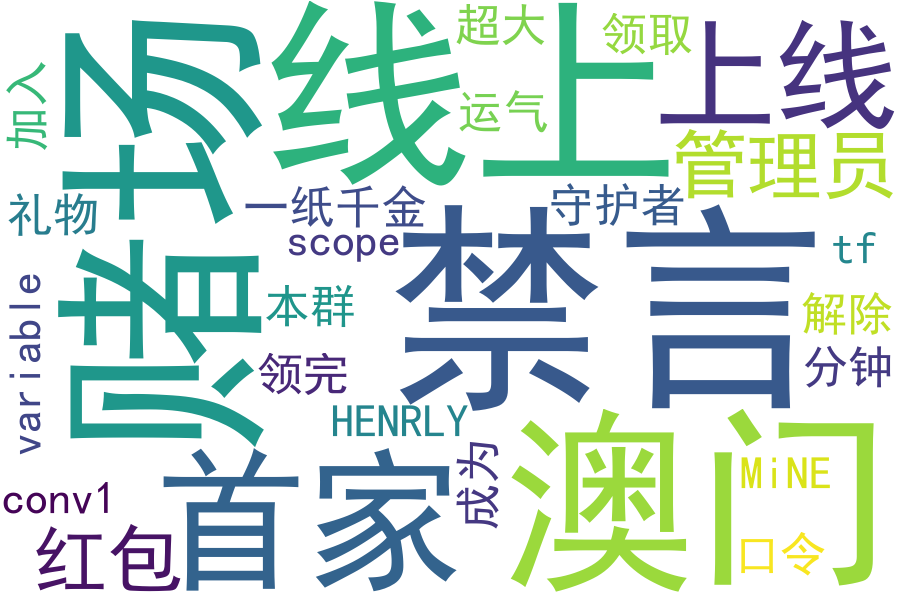 赌场
线上
超大
领取
上线
加入
运气
管理员
礼物
一纸千金
守护者
scope
禁言
tf
variable
本群
解除
领完
分钟
HENRLY
首家
成为
澳门
MiNE
conv1
红包
口令